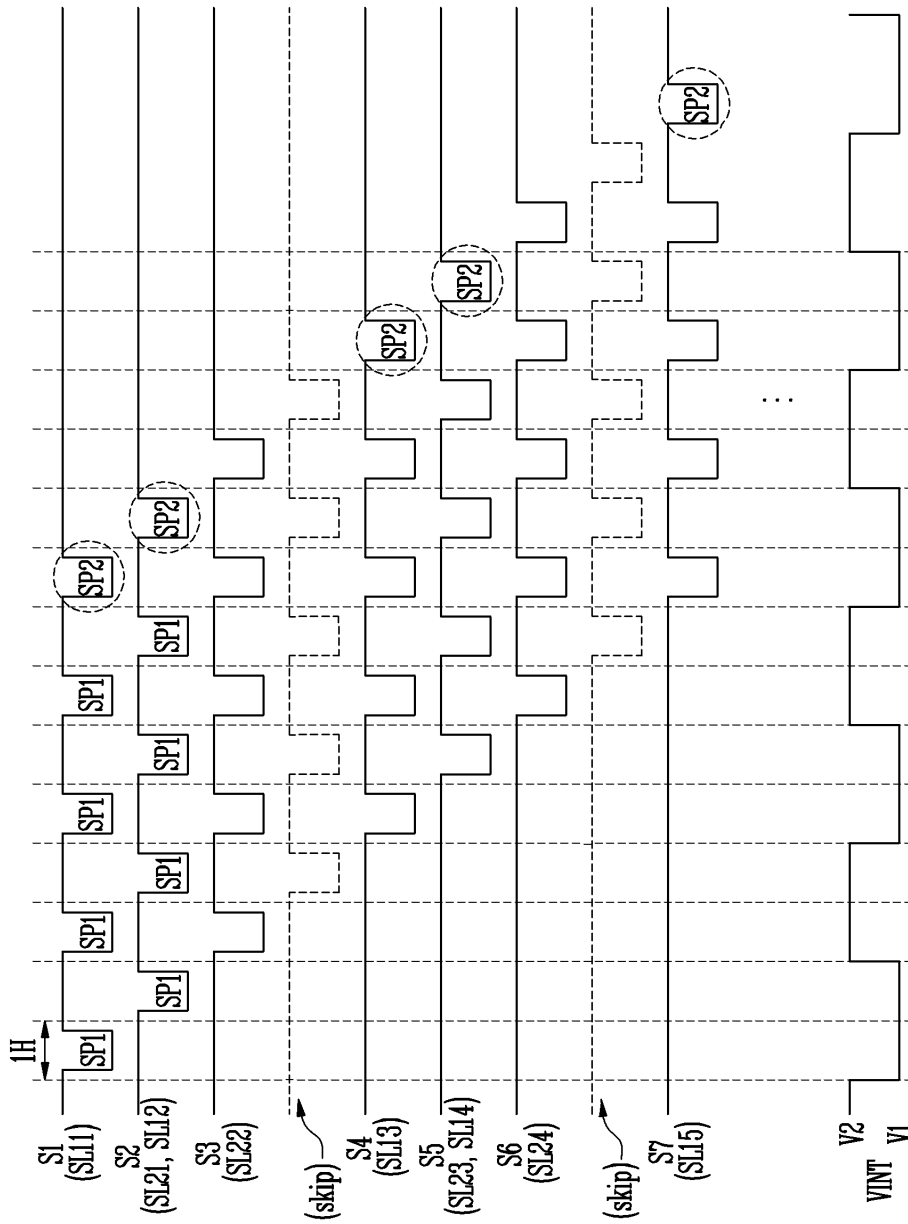 1H
S1
(SL11)
SP1
SP1
SP1
SP1
SP2
S2
(SL21, SL12)
SP1
SP1
SP1
SP1
SP2
S3
(SL22)
(skip)
S4
(SL13)
SP2
S5
(SL23, SL14)
SP2
S6
(SL24)
(skip)
S7
(SL15)
SP2
...
V2
VINT
V1